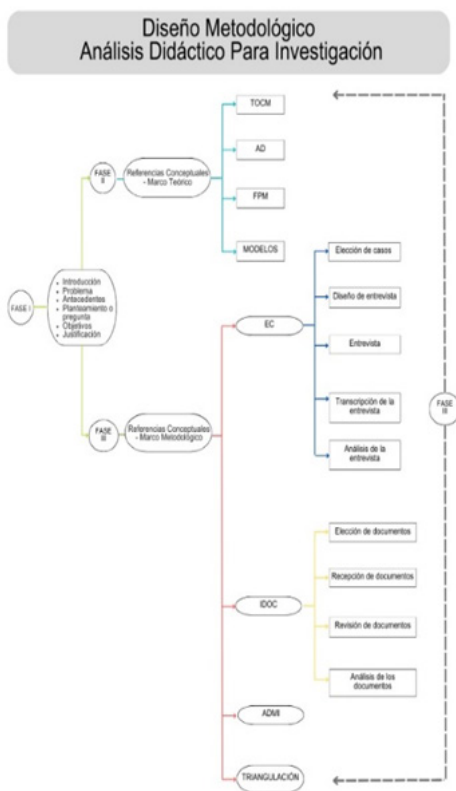 Diseño Metodológico
Análisis Didáctico Para Investigación
TOCM
FASE
II
Referencias Conceptuales
- Marco Teórico
AD
FPM
MODELOS
FASE I
• Introducción
• Problema
• Antecedentes
• Planteamiento o
pregunta
• Objetivos
• Justificación
FASE
III
Referencias Conceptuales
- Marco Metodológico
EC
Elección de casos
Diseño de entrevista
Entrevista
Transcripción de la
entrevista
Análisis de la
entrevista
IDOC
Elección de documentos
Recepción de documentos
Revisión de documentos
Análisis de los
documentos
ADMI
TRIANGULACIÓN
FASE
III